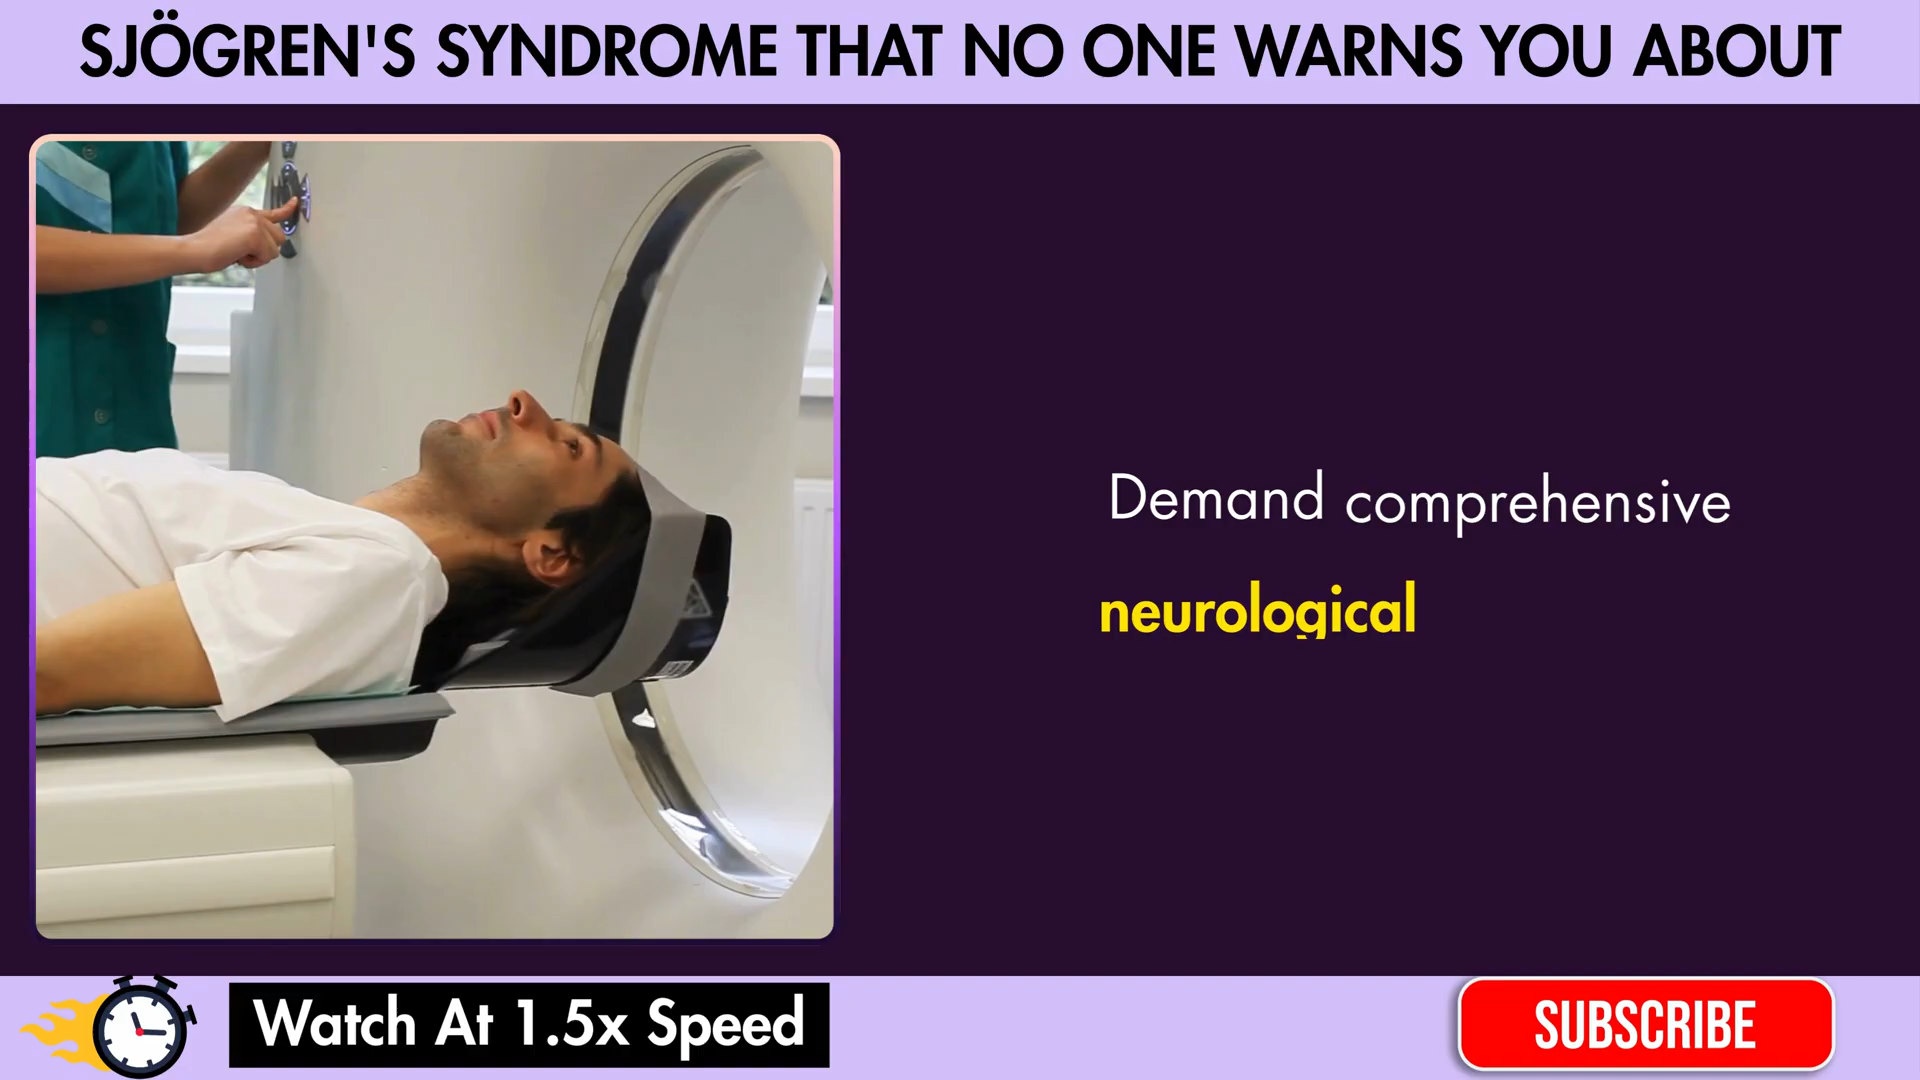 SJÖGREN'S SYNDROME THAT NO ONE WARNS YOU ABOUT
Demand comprehensive
neurological
Watch At 1.5x Speed
SUBSCRIBE